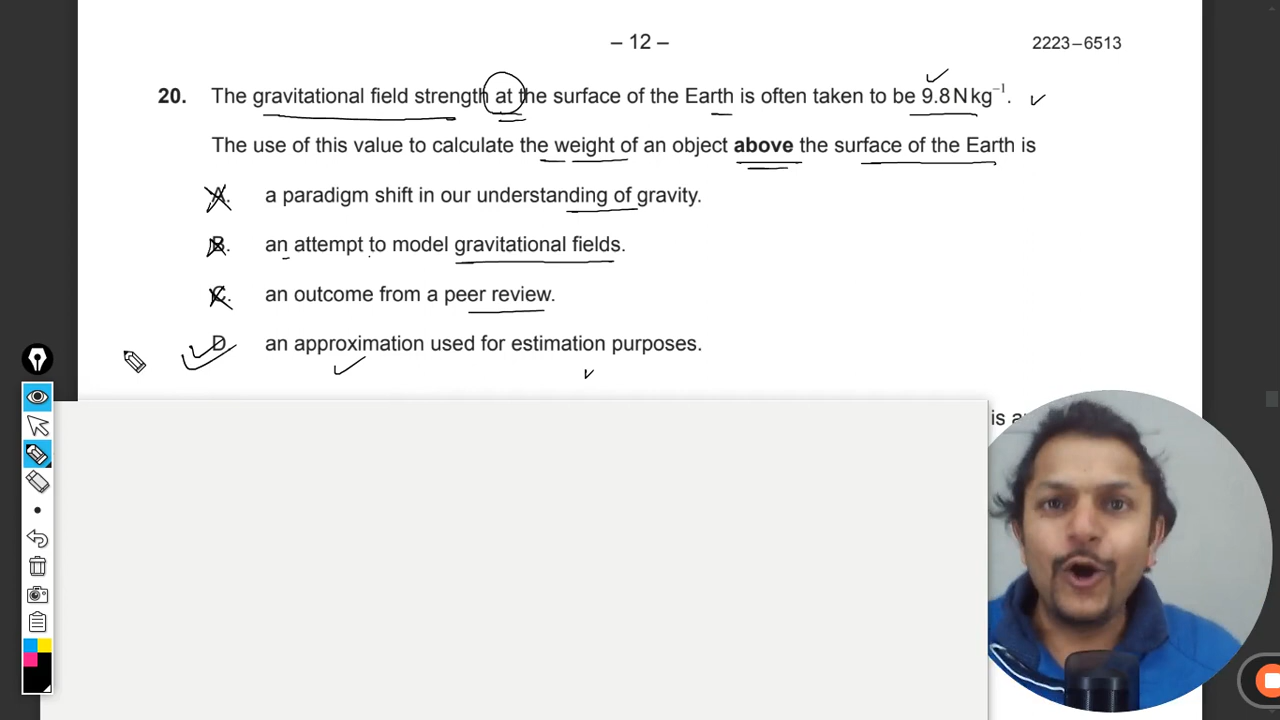 – 12 –
2223–6513
20. The gravitational field strength at the surface of the Earth is often taken to be 9.8 N kg⁻¹.
The use of this value to calculate the weight of an object above the surface of the Earth is
A. a paradigm shift in our understanding of gravity.
B. an attempt to model gravitational fields.
C. an outcome from a peer review.
D. an approximation used for estimation purposes.
is